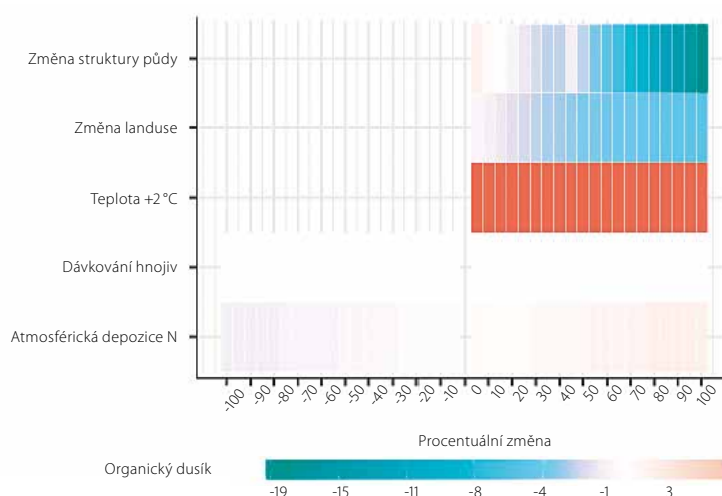 Změna struktury půdy
Změna landuse
Teplota +2 °C
Dávkování hnojiv
Atmosférická depozice N
-100 -90 -80 -70 -60 -50 -40 -30 -20 -10 0 10 20 30 40 50 60 70 80 90 100
Procentuální změna
Organický dusík
-19 -15 -11 -8 -4 -1 3